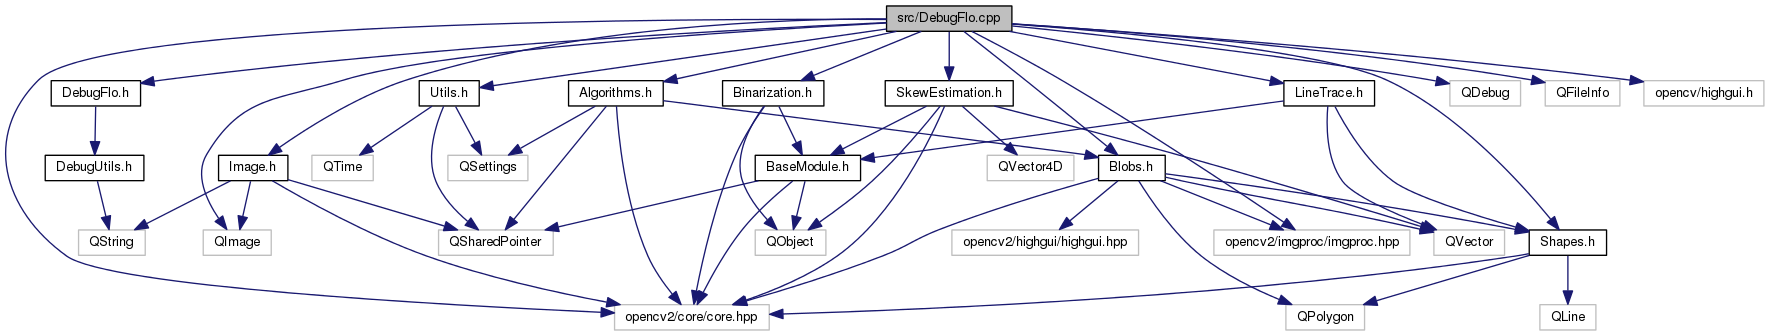 src/DebugFlo.cpp
DebugFlo.h
Utils.h
Algorithms.h
Binarization.h
SkewEstimation.h
LineTrace.h
QDebug
QFileInfo
opencv/highgui.h
DebugUtils.h
Image.h
QTime
QSettings
BaseModule.h
QVector4D
Blobs.h
QString
QImage
QSharedPointer
QObject
opencv2/highgui/highgui.hpp
opencv2/imgproc/imgproc.hpp
QVector
Shapes.h
opencv2/core/core.hpp
QPolygon
QLine